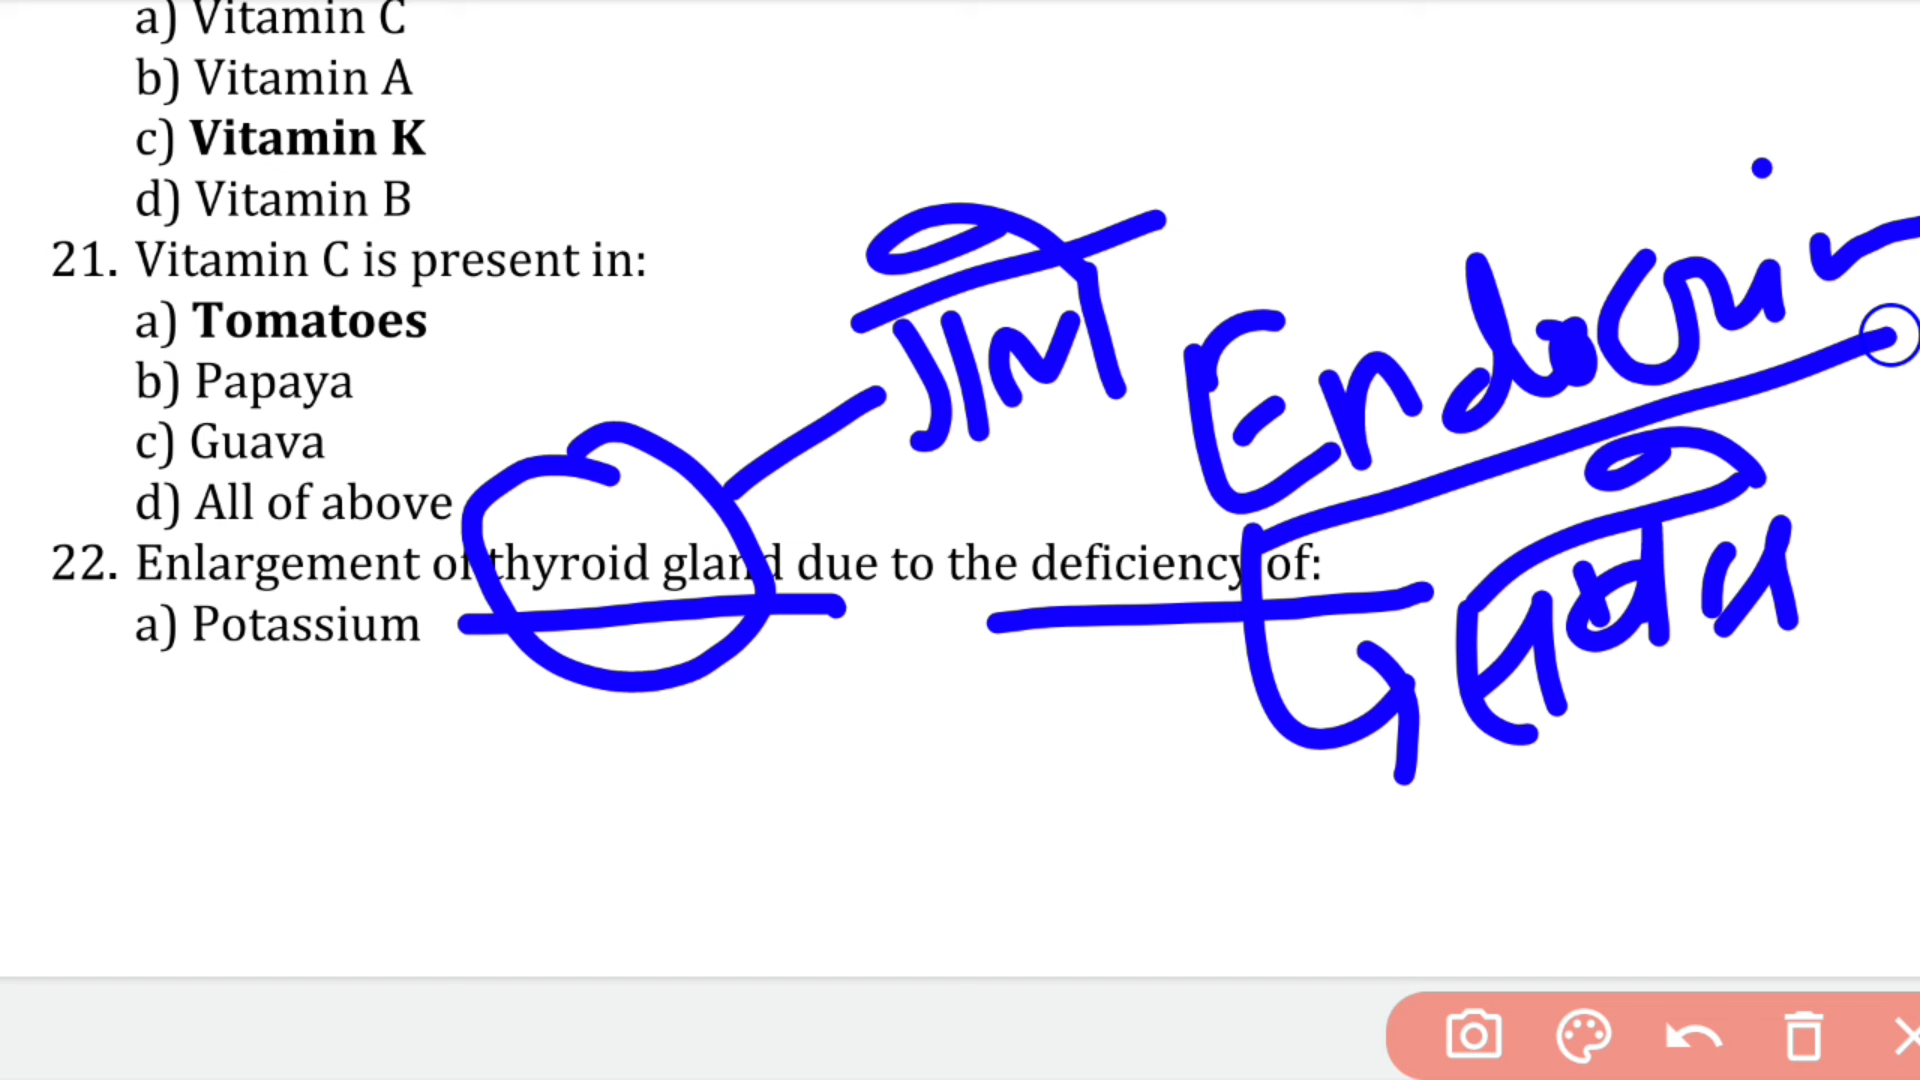 a) Vitamin C
b) Vitamin A
c) Vitamin K
d) Vitamin B
21. Vitamin C is present in:
a) Tomatoes
b) Papaya
c) Guava
d) All of above
22. Enlargement of thyroid gland due to the deficiency of:
a) Potassium
Endocrin